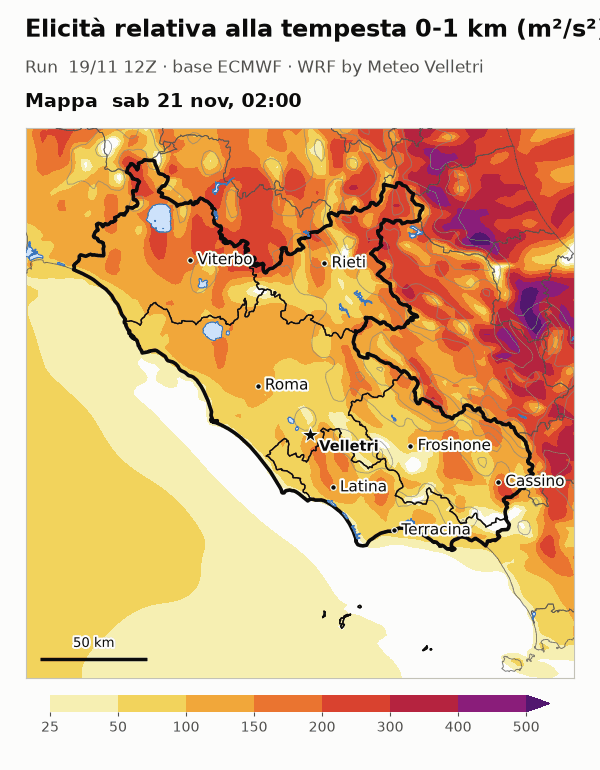 Elicità relativa alla tempesta 0-1 km (m²/s²)
Run 19/11 12Z · base ECMWF · WRF by Meteo Velletri
Mappa sab 21 nov, 02:00
Viterbo
Rieti
Roma
Velletri
Frosinone
Latina
Cassino
Terracina
50 km
25 50 100 150 200 300 400 500